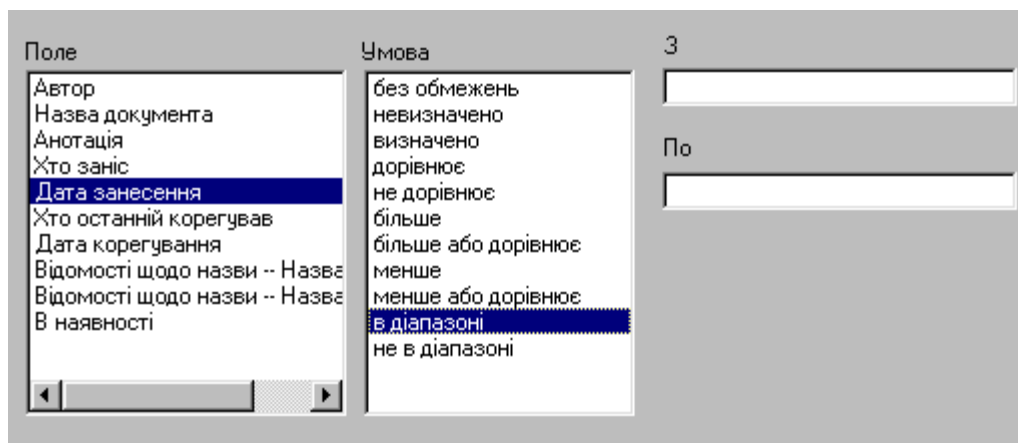 Поле
Автор
Назва документа
Анотація
Хто заніс
Дата занесення
Хто останній корегував
Дата корегування
Відомості щодо назви -- Назва
Відомості щодо назви -- Назва
В наявності
Умова
без обмежень
невизначено
визначено
дорівнює
не дорівнює
більше
більше або дорівнює
менше
менше або дорівнює
в діапазоні
не в діапазоні
З
По